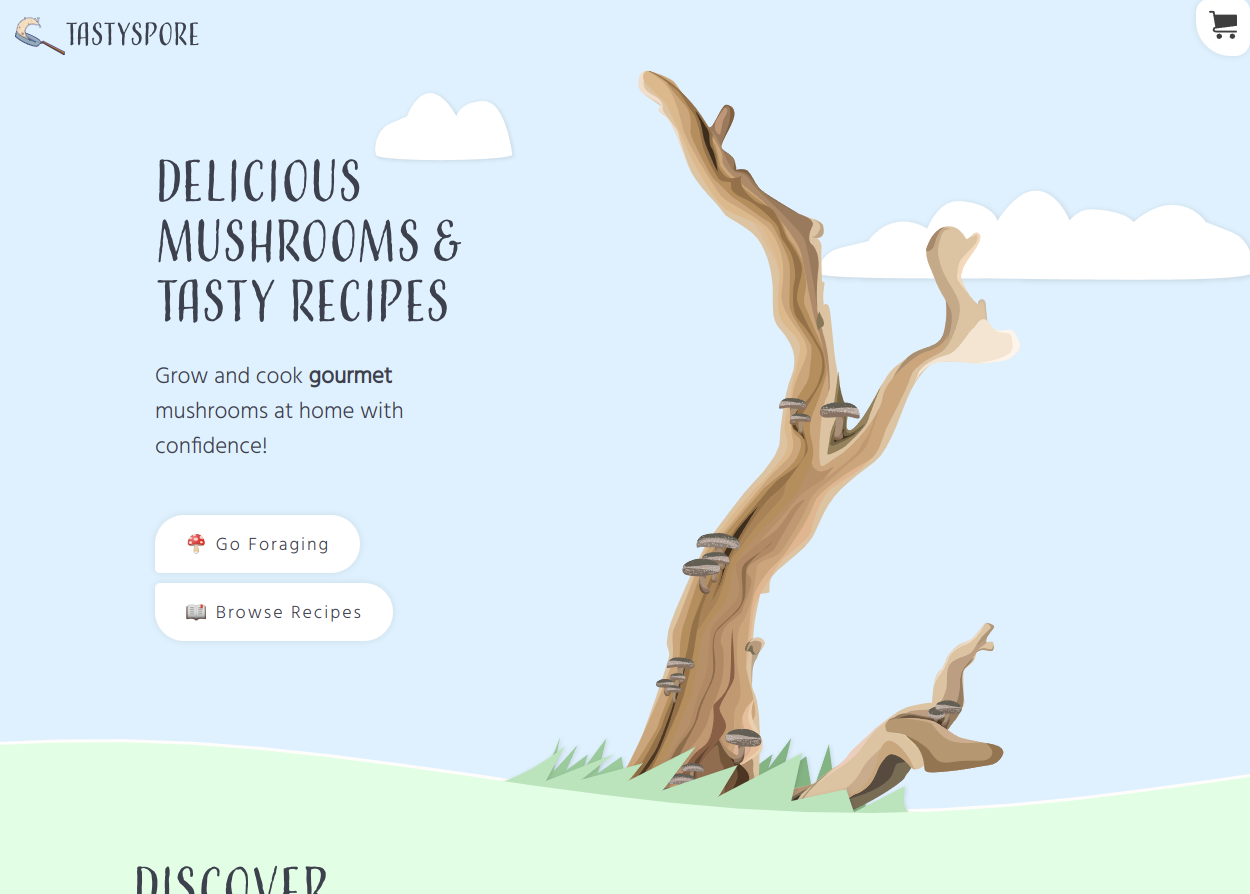 TASTYSPORE
DELICIOUS
MUSHROOMS &
TASTY RECIPES
Grow and cook gourmet
mushrooms at home with
confidence!
Go Foraging
Browse Recipes
DISCOVER